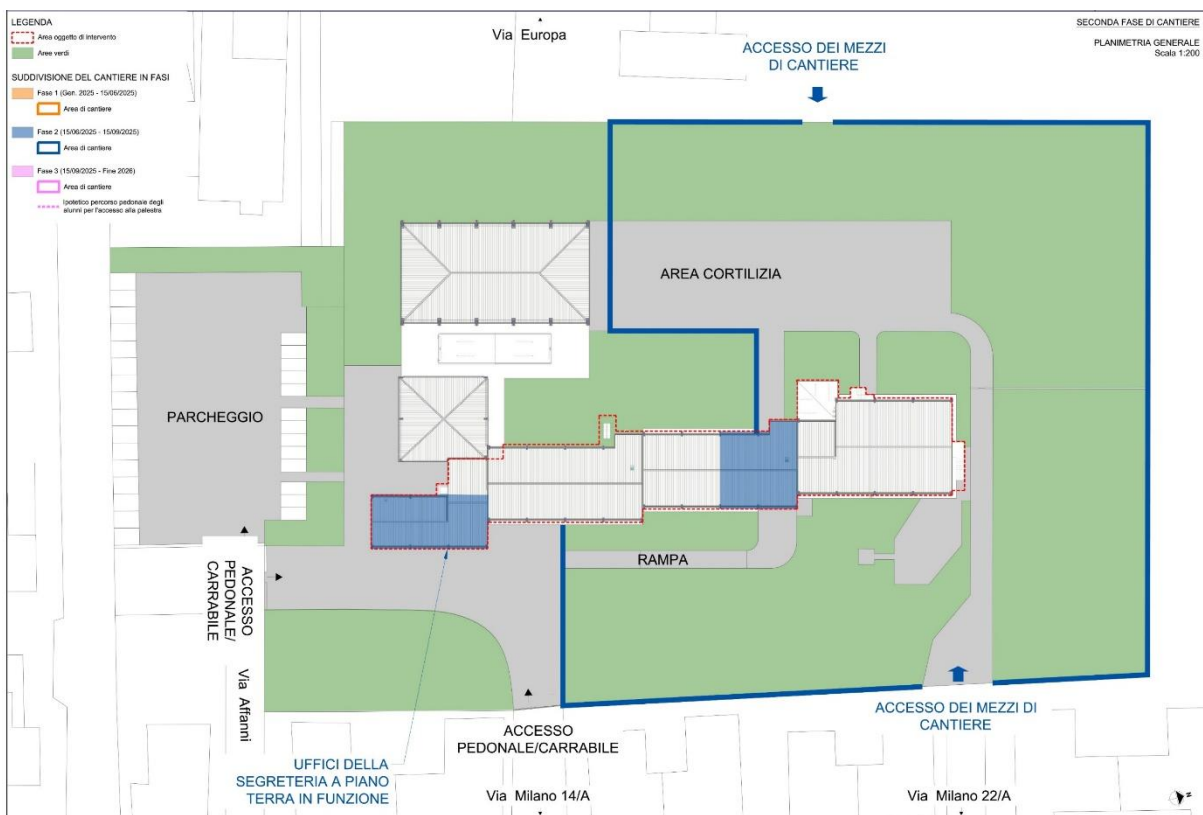 LEGENDA
Area oggetto di intervento
Aree verdi
SUDDIVISIONE DEL CANTIERE IN FASI
Fase 1 (Gen. 2025 - 15/06/2025)
Area di cantiere
Fase 2 (15/06/2025 - 15/09/2025)
Area di cantiere
Fase 3 (15/09/2025 - Fine 2026)
Area di cantiere
Ipotetico percorso pedonale degli
alunni per l'accesso alla palestra
Via Europa
SECONDA FASE DI CANTIERE
PLANIMETRIA GENERALE
Scala 1:200
ACCESSO DEI MEZZI
DI CANTIERE
AREA CORTILIZIA
PARCHEGGIO
RAMPA
ACCESSO
PEDONALE/
CARRABILE
Via Affanni
ACCESSO
PEDONALE/CARRABILE
ACCESSO DEI MEZZI DI
CANTIERE
UFFICI DELLA
SEGRETERIA A PIANO
TERRA IN FUNZIONE
Via Milano 14/A
Via Milano 22/A
N